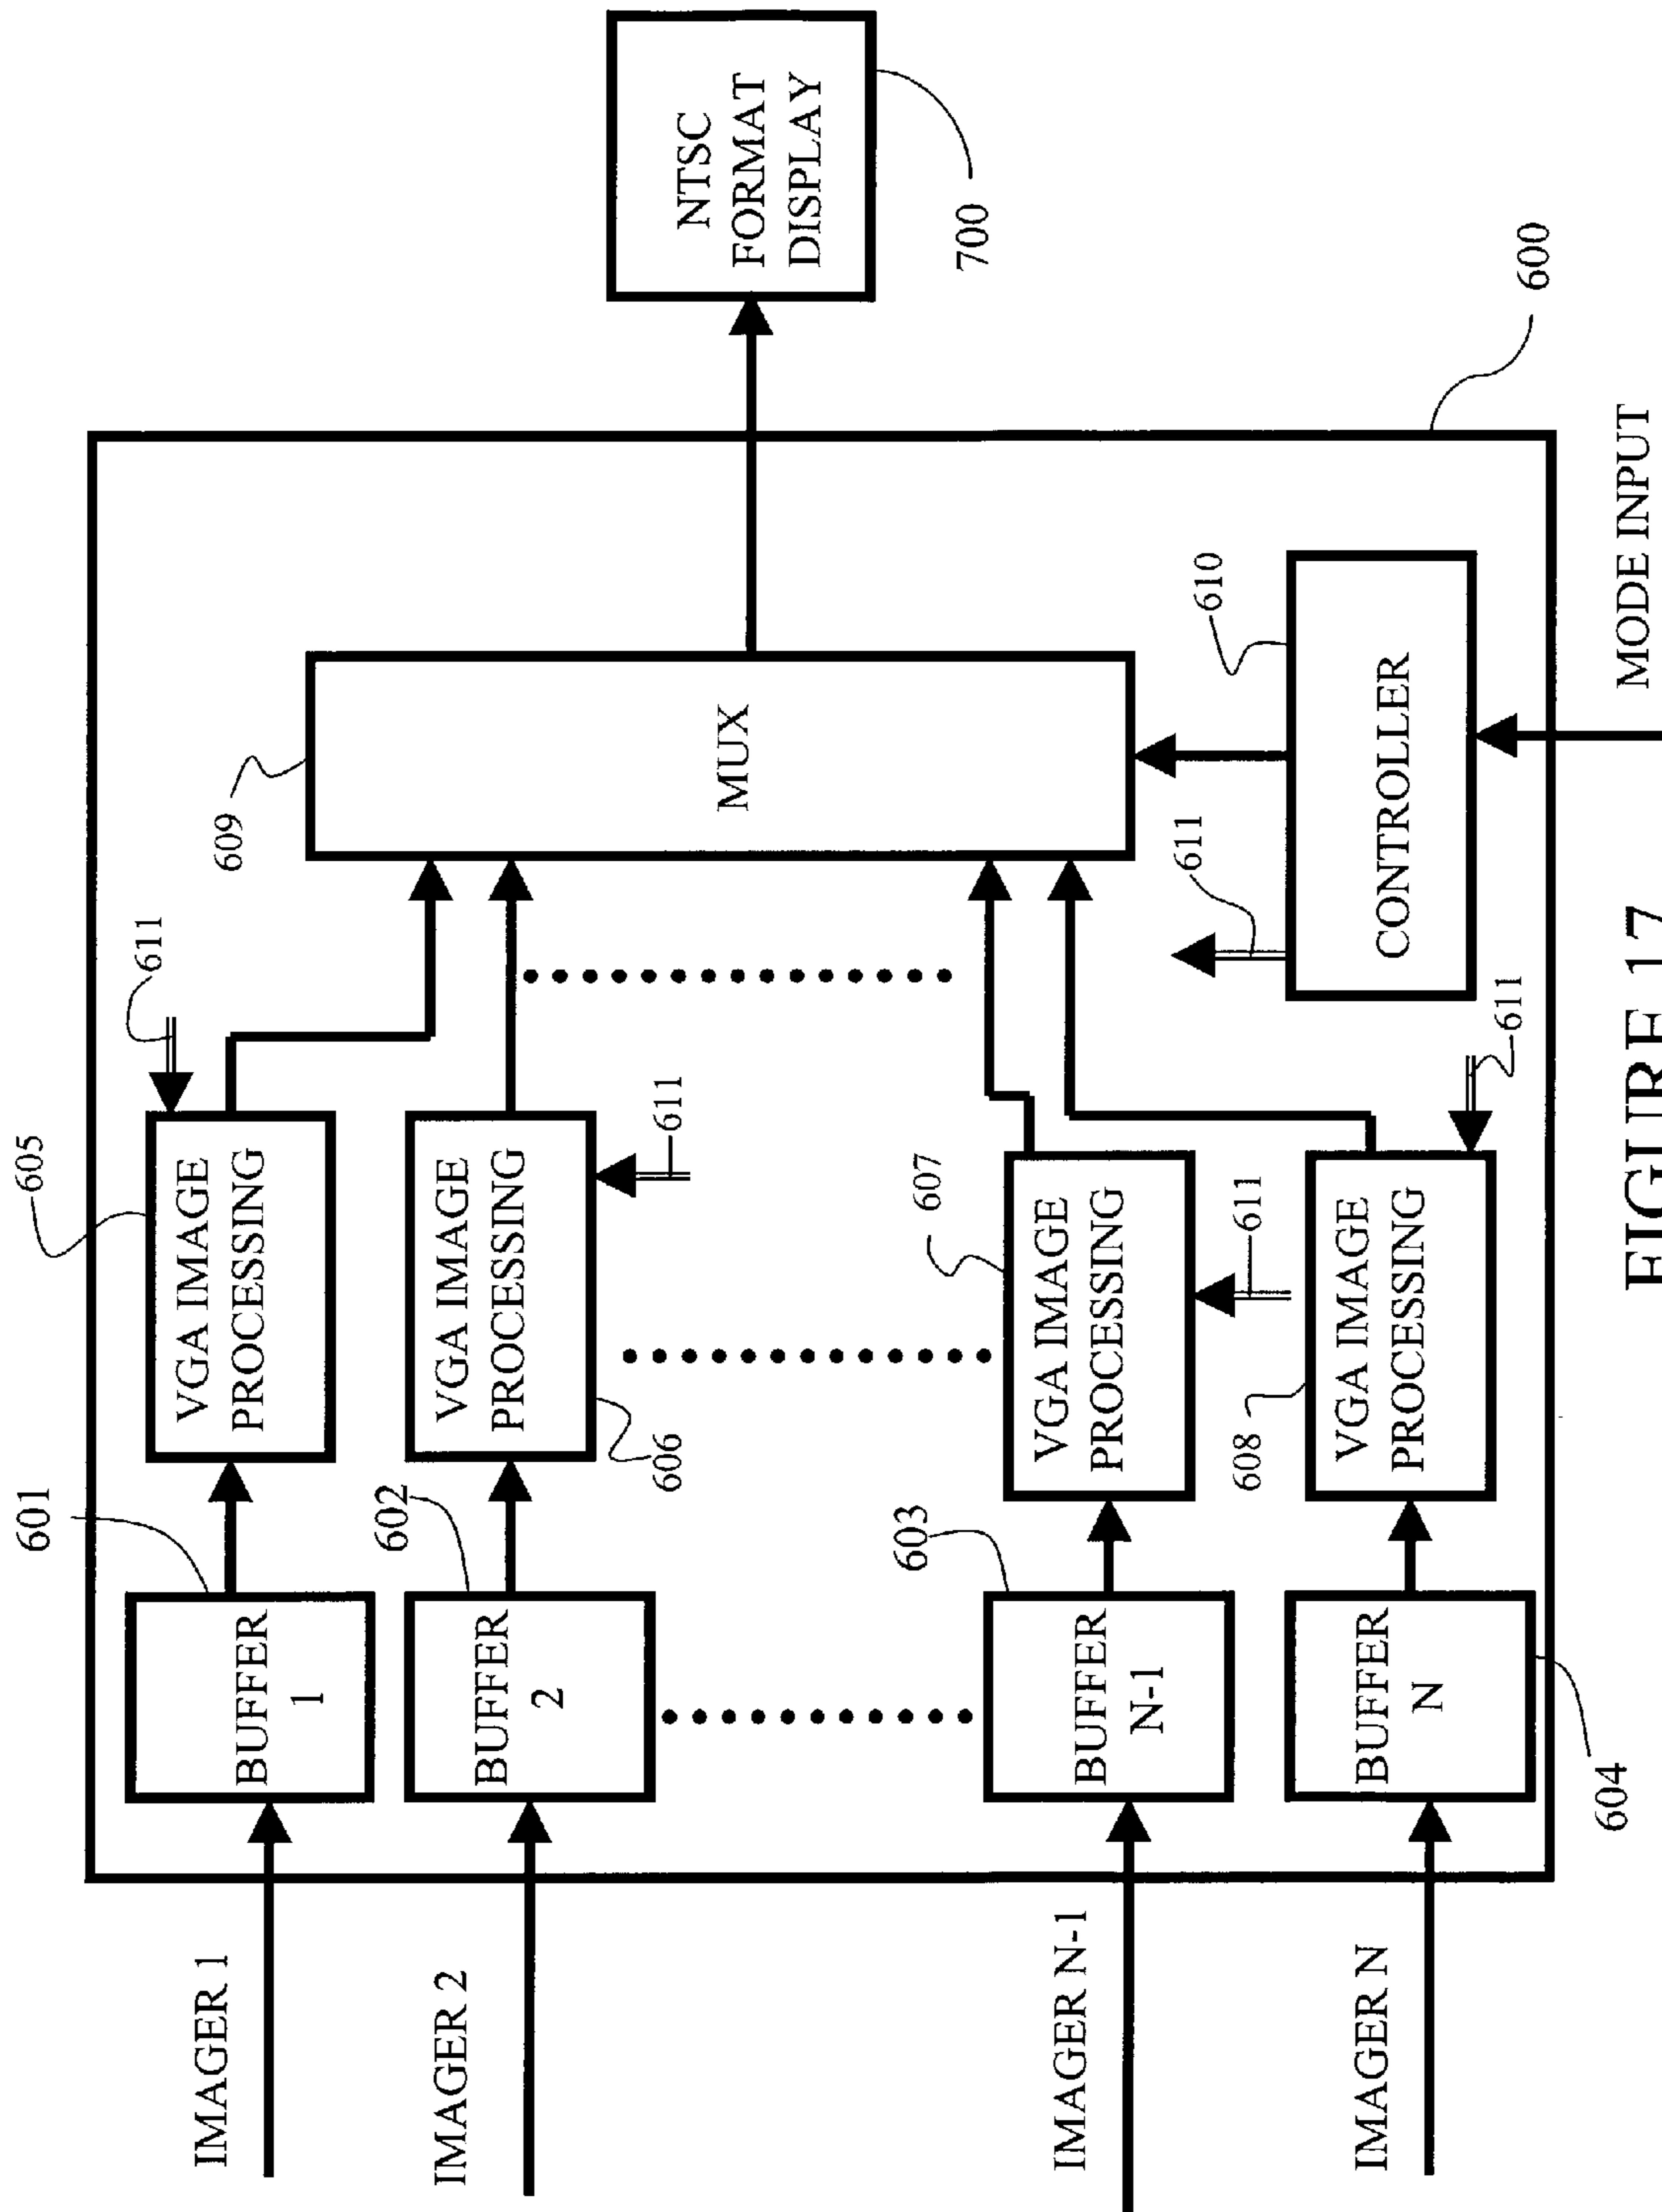 601
605
611
609
IMAGER 1
BUFFER
1
VGA IMAGE
PROCESSING
NTSC
FORMAT
DISPLAY
700
602
IMAGER 2
BUFFER
2
VGA IMAGE
PROCESSING
606
611
MUX
603
607
IMAGER N-1
BUFFER
N-1
VGA IMAGE
PROCESSING
611
611
610
608
IMAGER N
BUFFER
N
VGA IMAGE
PROCESSING
611
CONTROLLER
600
604
MODE INPUT
FIGURE 17